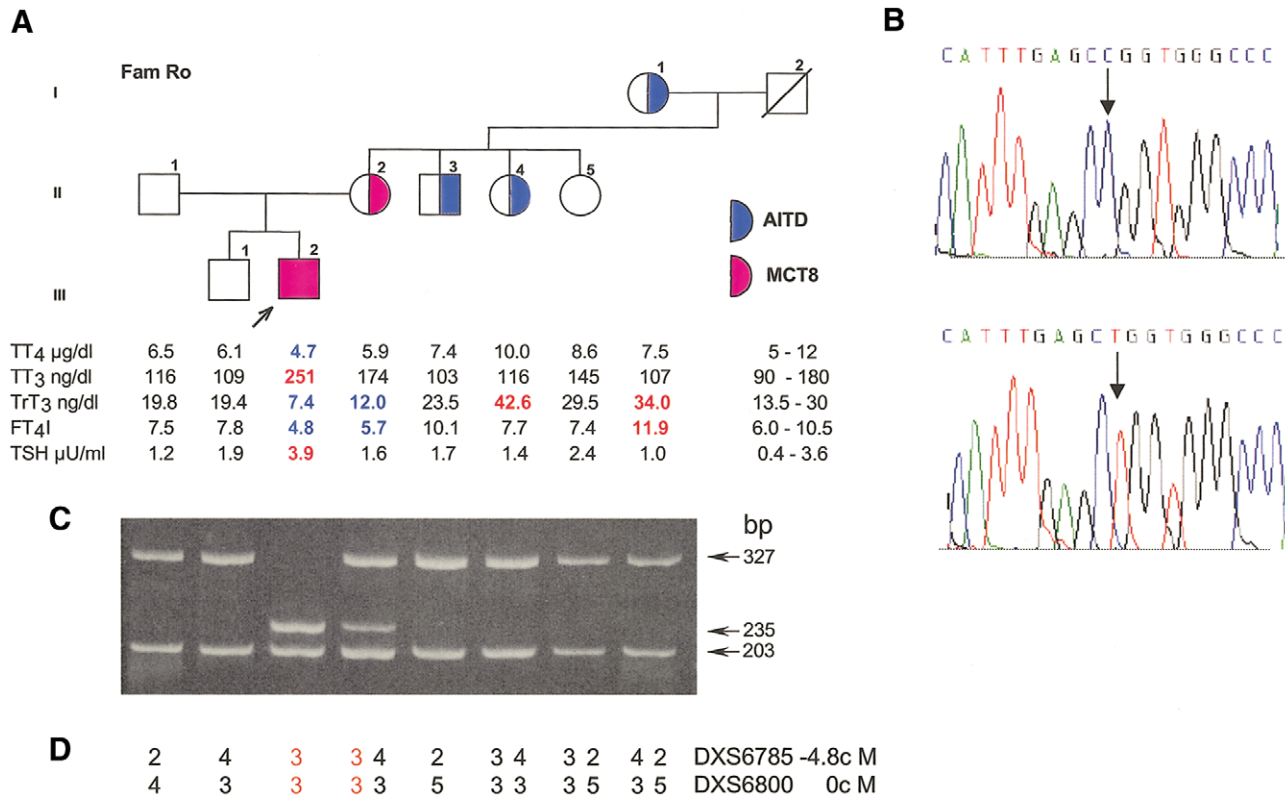 A
B
Fam Ro
I
1
2
1
2
3
4
5
II
AITD
MCT8
1
2
III
TT4 µg/dl 6.5 6.1 4.7 5.9 7.4 10.0 8.6 7.5 5 - 12
TT3 ng/dl 116 109 251 174 103 116 145 107 90 - 180
TrT3 ng/dl 19.8 19.4 7.4 12.0 23.5 42.6 29.5 34.0 13.5 - 30
FT4I 7.5 7.8 4.8 5.7 10.1 7.7 7.4 11.9 6.0 - 10.5
TSH µU/ml 1.2 1.9 3.9 1.6 1.7 1.4 2.4 1.0 0.4 - 3.6
C A T T T G A G C C G G T G G G C C C
C A T T T G A G C T G G T G G G C C C
C
bp
327
235
203
D
2 4 3 3 4 2 3 4 3 2 4 2 DXS6785 -4.8c M
4 3 3 3 3 5 3 3 3 5 3 5 DXS6800 0c M